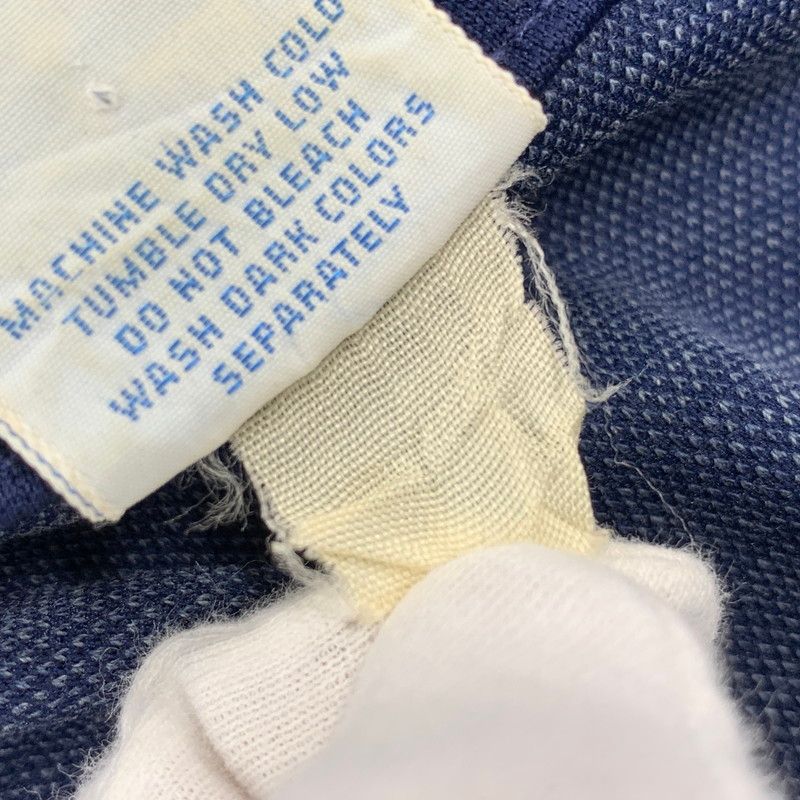 MACHINE WASH COLD
TUMBLE DRY LOW
DO NOT BLEACH
WASH DARK COLORS
SEPARATELY